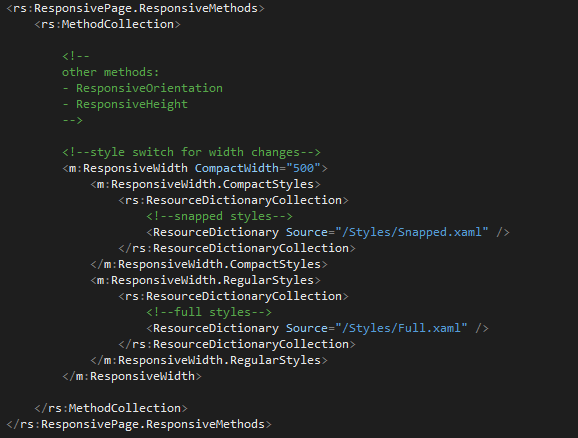 <rs:ResponsivePage.ResponsiveMethods>
    <rs:MethodCollection>

        <!--
        other methods:
        - ResponsiveOrientation
        - ResponsiveHeight
        -->

        <!--style switch for width changes-->
        <m:ResponsiveWidth CompactWidth="500">
            <m:ResponsiveWidth.CompactStyles>
                <rs:ResourceDictionaryCollection>
                    <!--snapped styles-->
                    <ResourceDictionary Source="/Styles/Snapped.xaml" />
                </rs:ResourceDictionaryCollection>
            </m:ResponsiveWidth.CompactStyles>
            <m:ResponsiveWidth.RegularStyles>
                <rs:ResourceDictionaryCollection>
                    <!--full styles-->
                    <ResourceDictionary Source="/Styles/Full.xaml" />
                </rs:ResourceDictionaryCollection>
            </m:ResponsiveWidth.RegularStyles>
        </m:ResponsiveWidth>

    </rs:MethodCollection>
</rs:ResponsivePage.ResponsiveMethods>